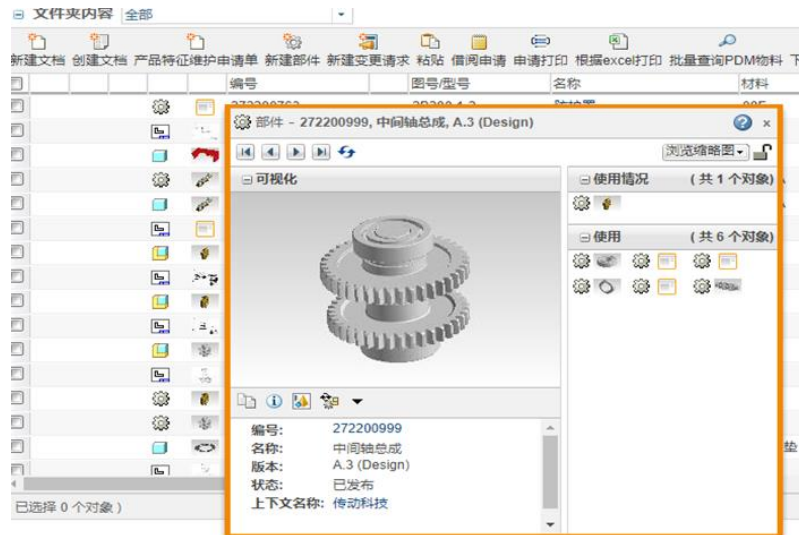 文件夹内容 全部
新建文档 创建文档 产品特征维护申请单 新建部件 新建变更请求 粘贴 借阅申请 申请打印 根据excel打印 批量查询PDM物料 下
编号 图号/型号 名称 材料
部件 - 272200999, 中间轴总成, A.3 (Design)
浏览缩略图
可视化
使用情况 (共 1 个对象)
使用 (共 6 个对象)
编号: 272200999
名称: 中间轴总成
版本: A.3 (Design)
状态: 已发布
上下文名称: 传动科技
垫
已选择 0 个对象 )